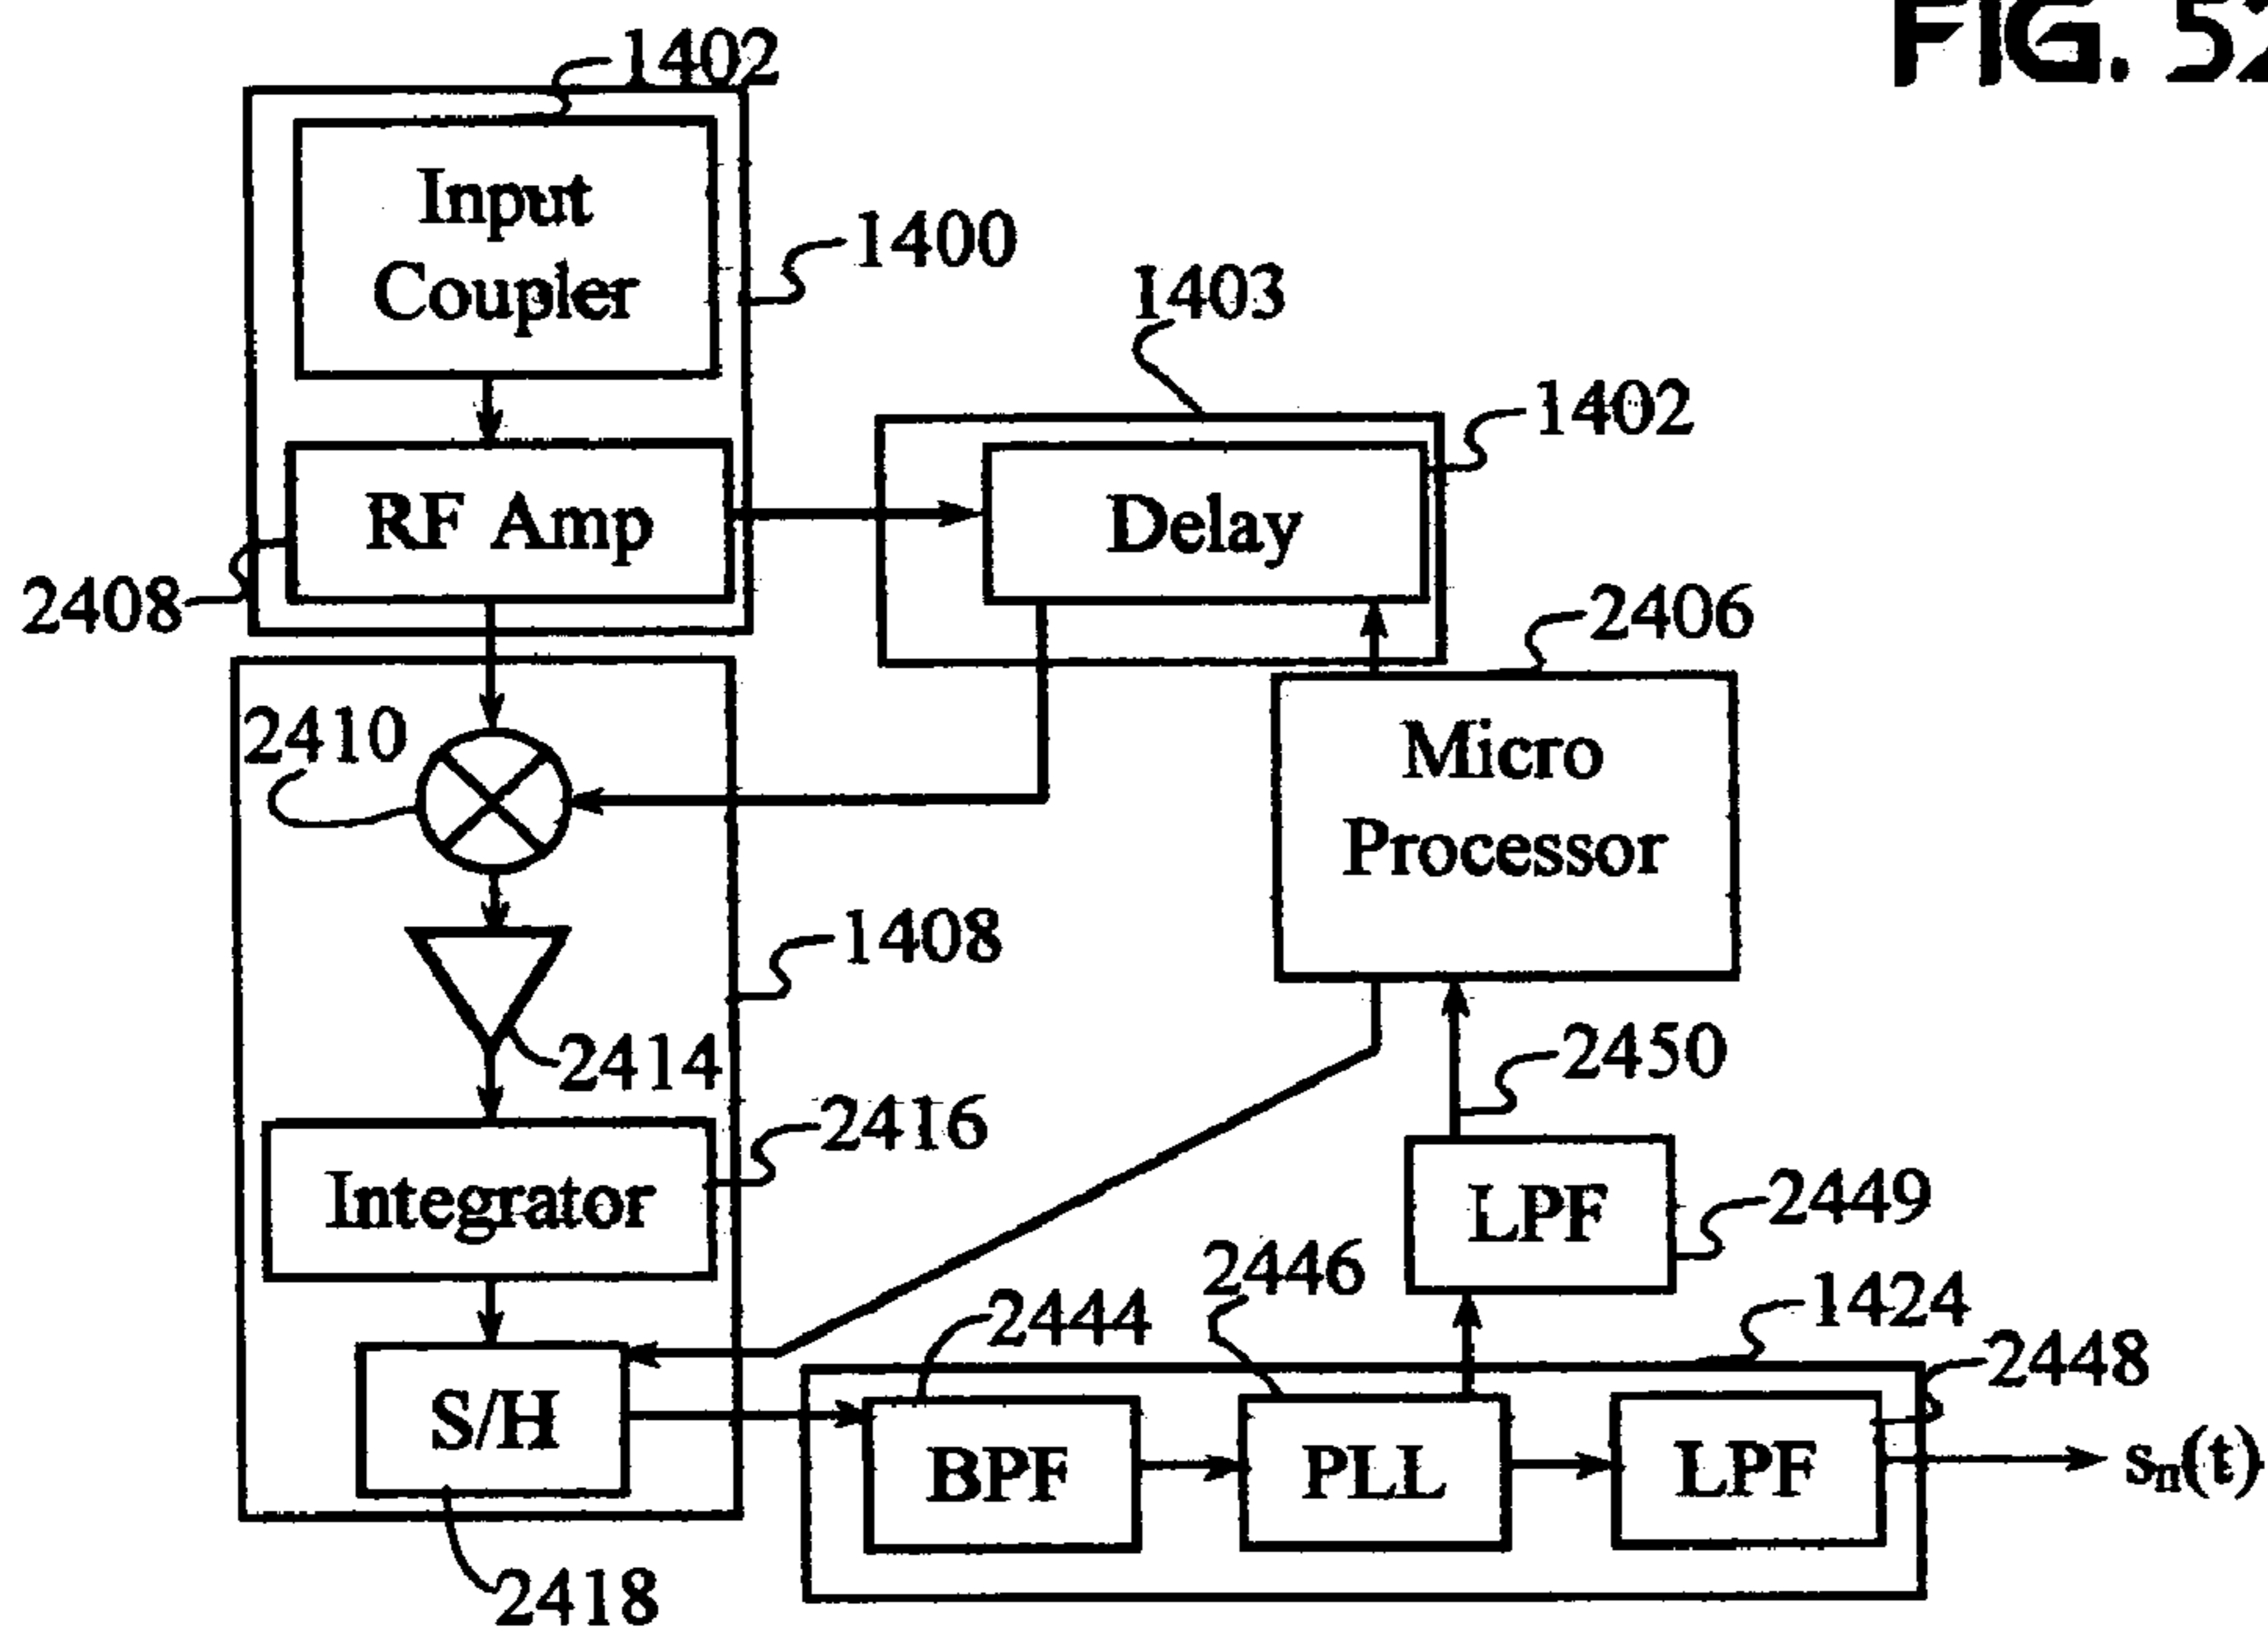 FIG. 52
1402
Input
Coupler
1400
1403
1402
RF Amp
Delay
2408
2406
2410
Micro
Processor
1408
2414
2450
2416
Integrator
LPF
2449
2446
2444
1424
2448
S/H
BPF
PLL
LPF
sn(t)
2418